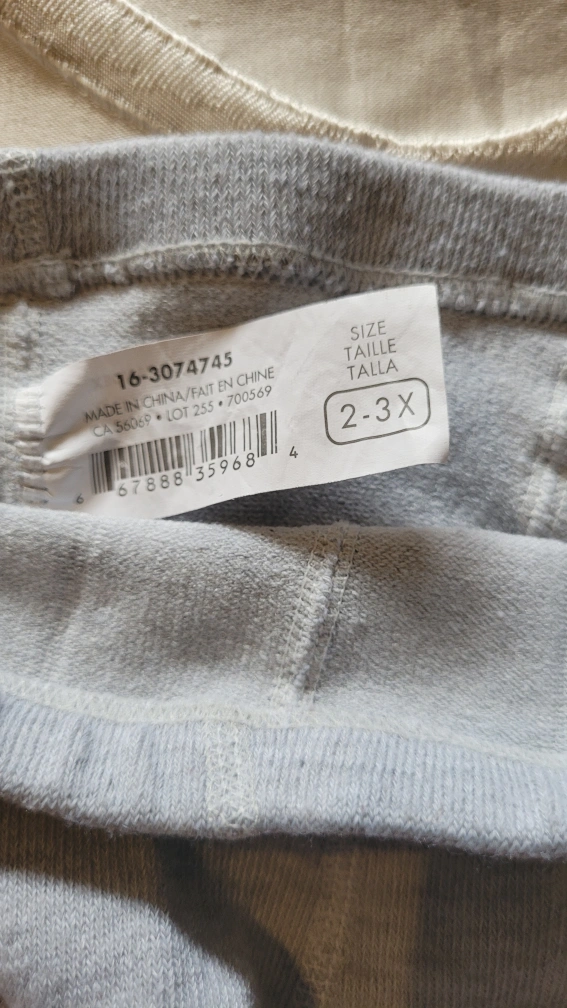 16-3074745
MADE IN CHINA/FAIT EN CHINE
CA 56069 • LOT 255 • 700569
6 67888 35968 4
SIZE
TAILLE
TALLA
2-3X